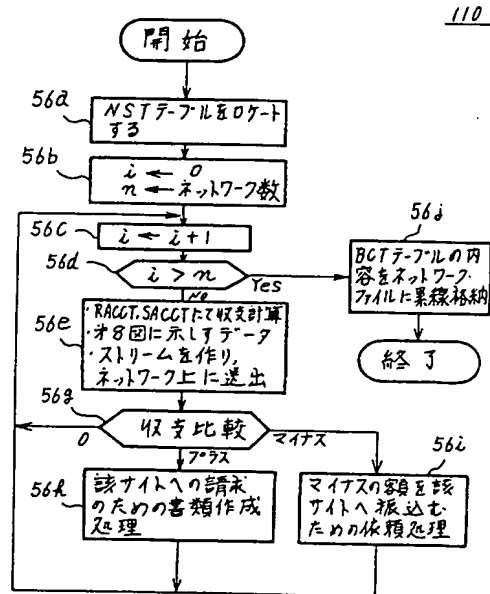 110
開始
56a
NSTテーブルをロケート
する
56b
i ← 0
n ← ネットワーク数
56c
i ← i+1
56d
i > n
Yes
No
56j
BCTテーブルの内
容をネットワーク・
ファイルに累積格納
終了
56e
・RACCT.SACCTにて収支計算
・第8図に示しすデータ
・ストリームを作り,
ネットワーク上に送出
56g
収支比較
0
マイナス
プラス
56h
該サイトへの請求
のための書類作成
処理
56i
マイナスの額を該
サイトへ振込む
ための依頼処理